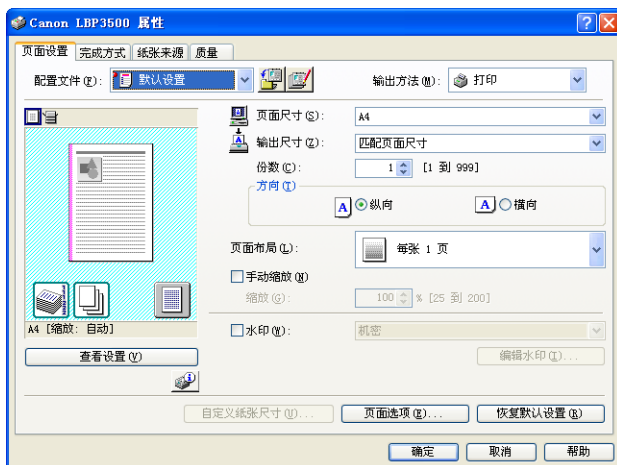 Canon LBP3500 属性
页面设置 完成方式 纸张来源 质量
配置文件(F): 默认设置 输出方法(M): 打印
页面尺寸(S): A4
输出尺寸(Z): 匹配页面尺寸
份数(C): 1 [1 到 999]
方向(T)
A 纵向 A 横向
页面布局(L): 每张 1 页
手动缩放(N)
缩放(G): 100 % [25 到 200]
A4 [缩放: 自动]
水印(W): 机密
查看设置(V) 编辑水印(I)...
自定义纸张尺寸(U)... 页面选项(E)... 恢复默认设置(R)
确定 取消 帮助